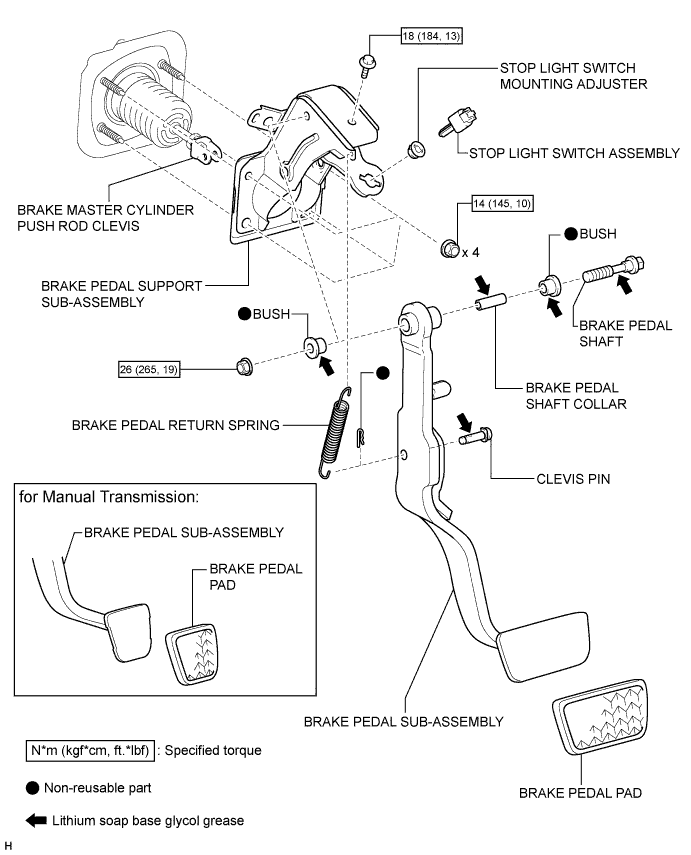 18 (184, 13)
STOP LIGHT SWITCH
MOUNTING ADJUSTER
STOP LIGHT SWITCH ASSEMBLY
BRAKE MASTER CYLINDER
PUSH ROD CLEVIS
14 (145, 10)
x 4
BUSH
BRAKE PEDAL SUPPORT
SUB-ASSEMBLY
BUSH
BRAKE PEDAL
SHAFT
26 (265, 19)
BRAKE PEDAL
SHAFT COLLAR
BRAKE PEDAL RETURN SPRING
CLEVIS PIN
for Manual Transmission:
BRAKE PEDAL SUB-ASSEMBLY
BRAKE PEDAL
PAD
BRAKE PEDAL SUB-ASSEMBLY
N*m (kgf*cm, ft.*lbf) : Specified torque
Non-reusable part
BRAKE PEDAL PAD
Lithium soap base glycol grease
H